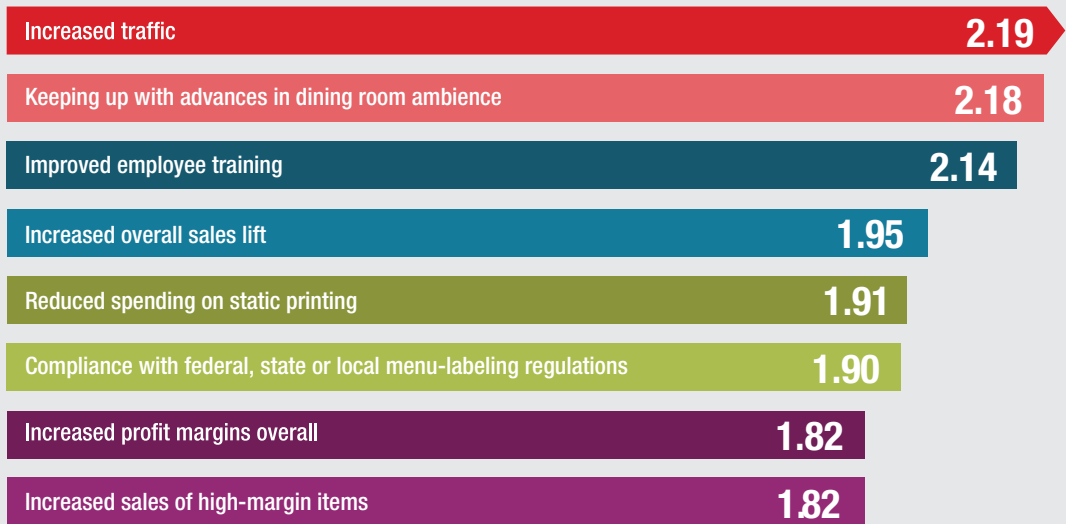 Increased traffic 2.19
Keeping up with advances in dining room ambience 2.18
Improved employee training 2.14
Increased overall sales lift 1.95
Reduced spending on static printing 1.91
Compliance with federal, state or local menu-labeling regulations 1.90
Increased profit margins overall 1.82
Increased sales of high-margin items 1.82